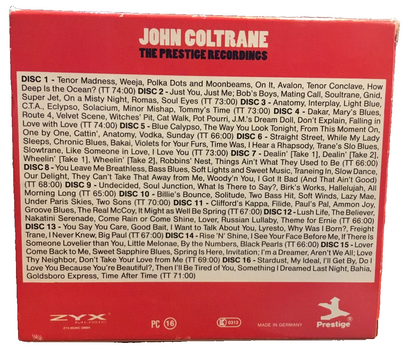 JOHN COLTRANE
THE PRESTIGE RECORDINGS
DISC 1 - Tenor Madness, Weeja, Polka Dots and Moonbeams, On It, Avalon, Tenor Conclave, How
Deep Is the Ocean? (TT 74:00) DISC 2 - Just You, Just Me; Bob's Boys, Mating Call, Soultrane, Gnid,
Super Jet, On a Misty Night, Romas, Soul Eyes (TT 73:00) DISC 3 - Anatomy, Interplay, Light Blue,
C.T.A., Eclypso, Solacium, Minor Mishap, Tommy's Time (TT 73:00) DISC 4 - Dakar, Mary's Blues,
Route 4, Velvet Scene, Witches' Pit, Cat Walk, Pot Pourri, J.M.'s Dream Doll, Don't Explain, Falling in
Love with Love (TT 74:00) DISC 5 - Blue Calypso, The Way You Look Tonight, From This Moment On,
One by One, Cattin', Anatomy, Vodka, Sunday (TT 66:00) DISC 6 - Straight Street, While My Lady
Sleeps, Chronic Blues, Bakai, Violets for Your Furs, Time Was, I Hear a Rhapsody, Trane's Slo Blues,
Slowtrane, Like Someone in Love, I Love You (TT 73:00) DISC 7 - Dealin' [Take 1], Dealin' [Take 2],
Wheelin' [Take 1], Wheelin' [Take 2], Robbins' Nest, Things Ain't What They Used to Be (TT 66:00)
DISC 8 - You Leave Me Breathless, Bass Blues, Soft Lights and Sweet Music, Traneing In, Slow Dance,
Our Delight, They Can't Take That Away from Me, Woody'n You, I Got It Bad (And That Ain't Good)
(TT 68:00) DISC 9 - Undecided, Soul Junction, What Is There to Say?, Birk's Works, Hallelujah, All
Morning Long (TT 65:00) DISC 10 - Billie's Bounce, Solitude, Two Bass Hit, Soft Winds, Lazy Mae,
Under Paris Skies, Two Sons (TT 70:00) DISC 11 - Clifford's Kappa, Filide, Paul's Pal, Ammon Joy,
Groove Blues, The Real McCoy, It Might as Well Be Spring (TT 67:00) DISC 12 - Lush Life, The Believer,
Nakatini Serenade, Come Rain or Come Shine, Lover, Russian Lullaby, Theme for Ernie (TT 66:00)
DISC 13 - You Say You Care, Good Bait, I Want to Talk About You, Lyresto, Why Was I Born?, Freight
Trane, I Never Knew, Big Paul (TT 67:00) DISC 14 - Rise 'N' Shine, I See Your Face Before Me, If There Is
Someone Lovelier than You, Little Melonae, By the Numbers, Black Pearls (TT 66:00) DISC 15 - Lover
Come Back to Me, Sweet Sapphire Blues, Spring Is Here, Invitation; I'm a Dreamer, Aren't We All; Love
Thy Neighbor, Don't Take Your Love from Me (TT 69:00) DISC 16 - Stardust, My Ideal, I'll Get By, Do I
Love You Because You're Beautiful?, Then I'll Be Tired of You, Something I Dreamed Last Night, Bahia,
Goldsboro Express, Time After Time (TT 71:00)
ZYX
PC 16
MADE IN GERMANY
Prestige